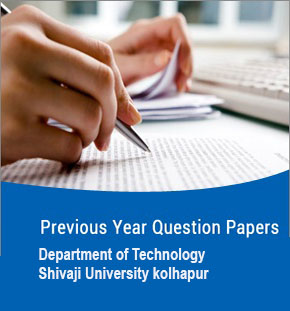 Previous Year Question Papers
Department of Technology
Shivaji University kolhapur